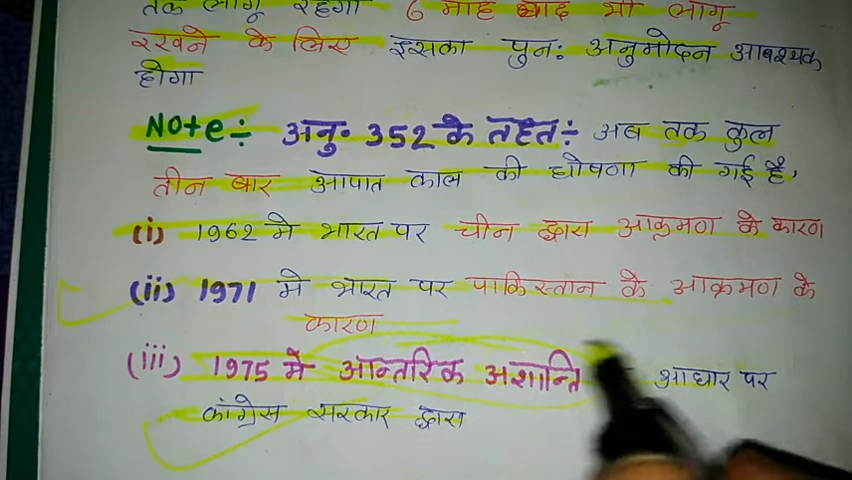 तक लागू रहेगा 6 माह बाद भी लागू
रखने के लिए इसका पुनः अनुमोदन आवश्यक
होगा
Note÷ अनु॰ 352 के तहत÷ अब तक कुल
तीन बार आपात काल की घोषणा की गई है,
(i) 1962 मे भारत पर चीन द्वारा आक्रमण के कारण
(ii) 1971 मे भारत पर पाकिस्तान के आक्रमण के
कारण
(iii) 1975 मे आन्तरिक अशान्ति आधार पर
कांग्रेस सरकार द्वारा